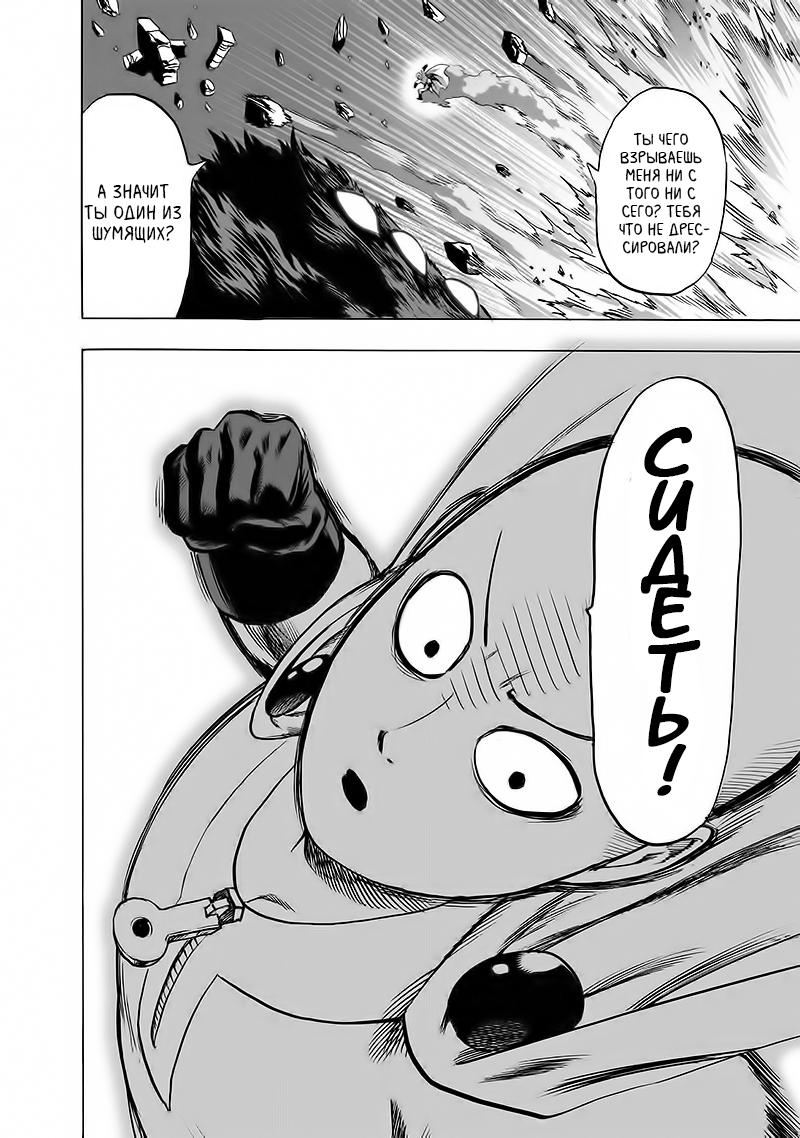 ТЫ ЧЕГО
ВЗРЫВАЕШЬ
МЕНЯ НИ С
ТОГО НИ С
СЕГО? ТЕБЯ
ЧТО НЕ ДРЕС-
СИРОВАЛИ?
А ЗНАЧИТ
ТЫ ОДИН ИЗ
ШУМЯЩИХ?
СИДЕТЬ!